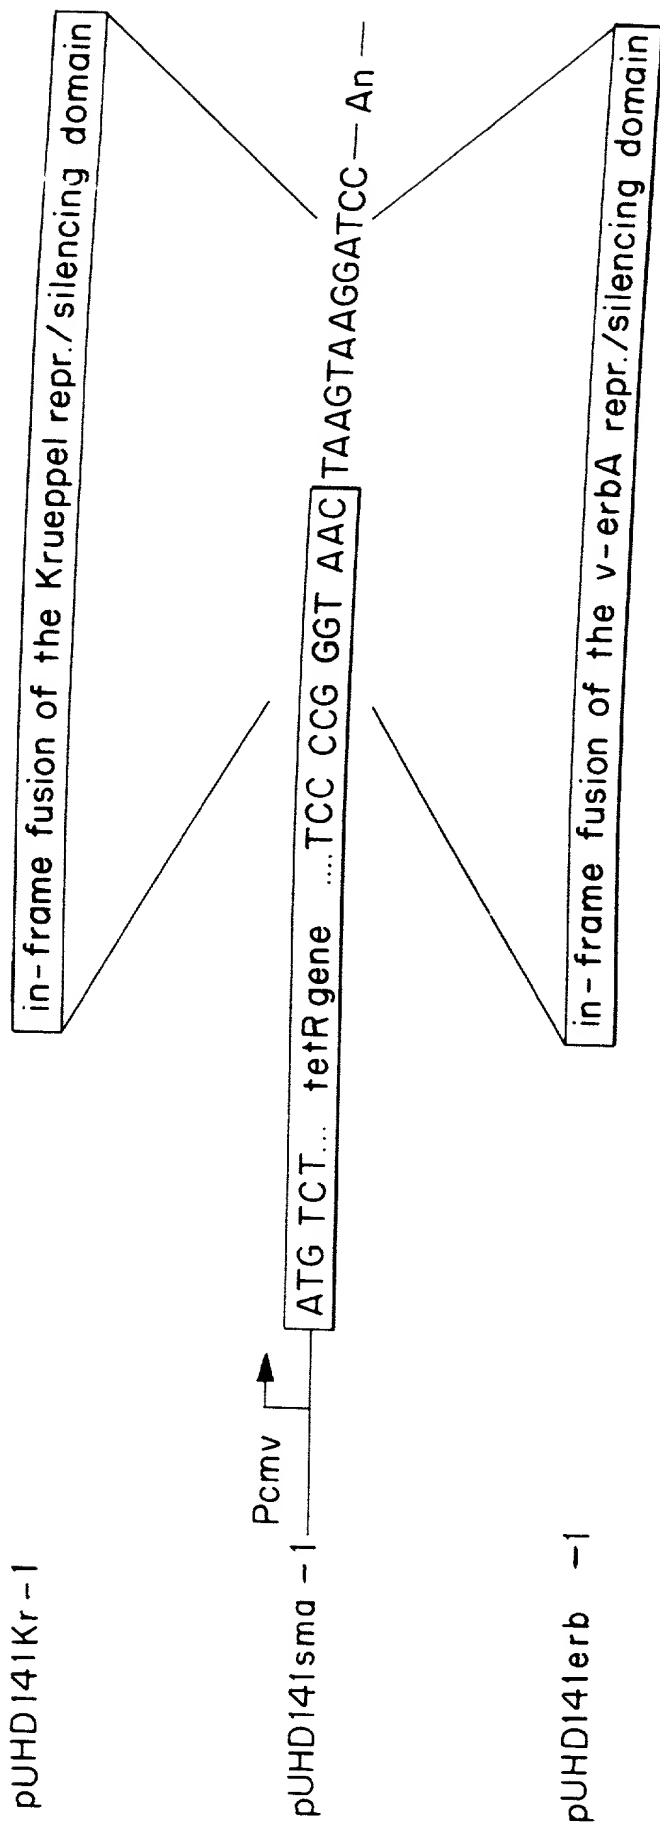 pUHD141Kr-1
in-frame fusion of the Krueppel repr./silencing domain
Pcmv
pUHD141sma-1
ATG TCT.... tetR gene .....TCC CCG GGT AAC TAAGTAAGGATCC — An —
pUHD141erb -1
in-frame fusion of the v-erbA repr./silencing domain